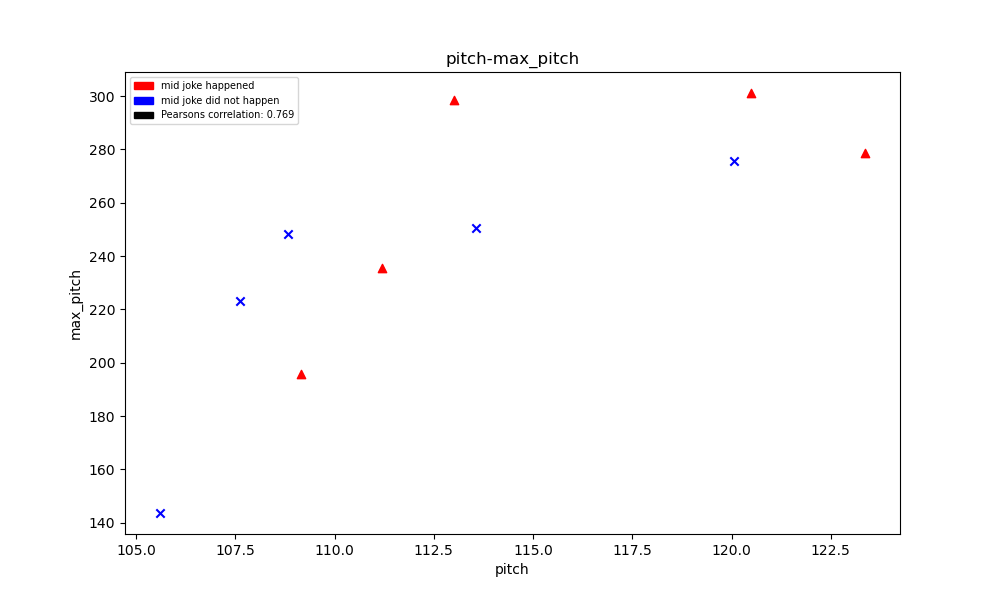 pitch-max_pitch
mid joke happened
mid joke did not happen
Pearsons correlation: 0.769
300
280
260
240
220
200
180
160
140
max_pitch
105.0 107.5 110.0 112.5 115.0 117.5 120.0 122.5
pitch